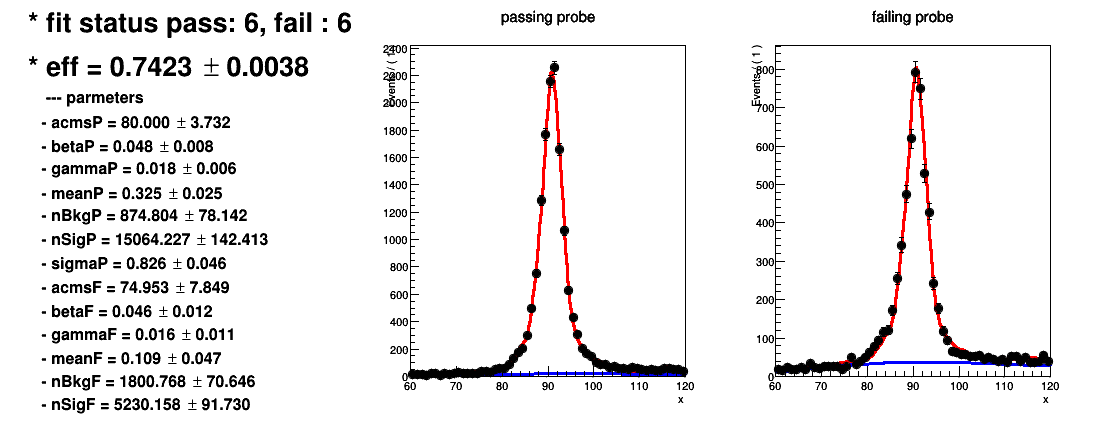 * fit status pass: 6, fail : 6
* eff = 0.7423 ± 0.0038
--- parmeters
- acmsP = 80.000 ± 3.732
- betaP = 0.048 ± 0.008
- gammaP = 0.018 ± 0.006
- meanP = 0.325 ± 0.025
- nBkgP = 874.804 ± 78.142
- nSigP = 15064.227 ± 142.413
- sigmaP = 0.826 ± 0.046
- acmsF = 74.953 ± 7.849
- betaF = 0.046 ± 0.012
- gammaF = 0.016 ± 0.011
- meanF = 0.109 ± 0.047
- nBkgF = 1800.768 ± 70.646
- nSigF = 5230.158 ± 91.730
passing probe
Events / ( 1 )
2400
2200
2000
1800
1600
1400
1200
1000
800
600
400
200
0
60 70 80 90 100 110 120
x
failing probe
Events / ( 1 )
800
700
600
500
400
300
200
100
0
60 70 80 90 100 110 120
x